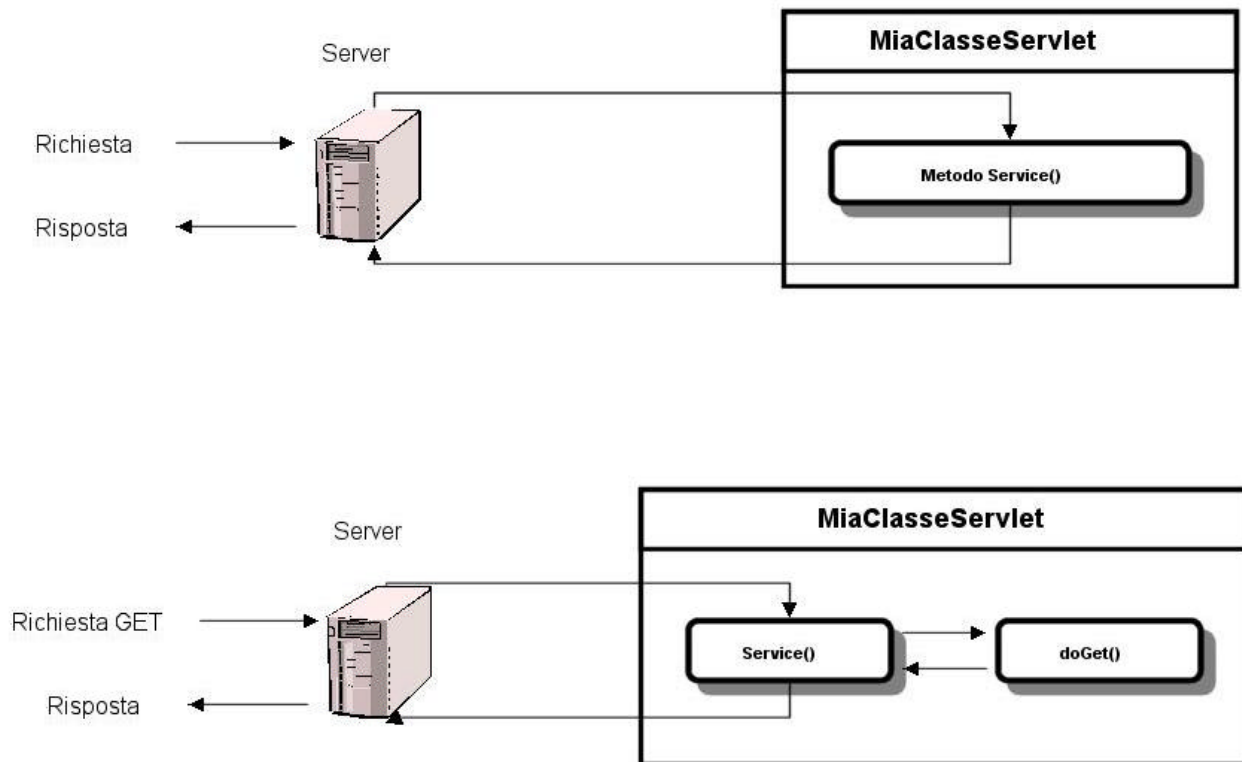 MiaClasseServlet
Server
Richiesta
Metodo Service()
Risposta
MiaClasseServlet
Server
Richiesta GET
Service()
doGet()
Risposta